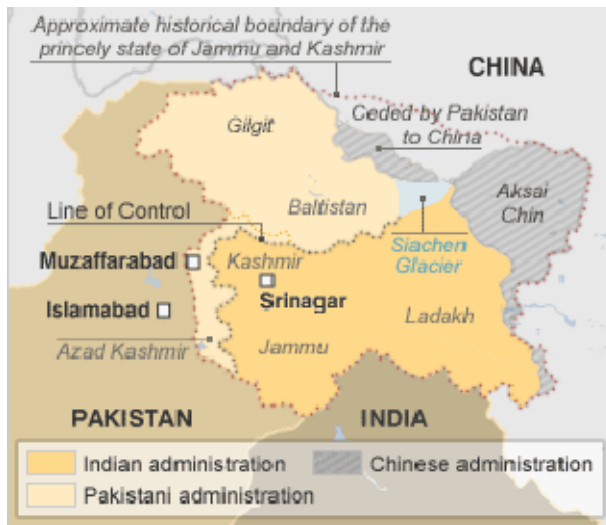 Approximate historical boundary of the
princely state of Jammu and Kashmir
CHINA
Ceded by Pakistan
to China
Gilgit
Aksai
Chin
Baltistan
Line of Control
Siachen
Glacier
Muzaffarabad
Kashmir
Srinagar
Islamabad
Ladakh
Azad Kashmir
Jammu
PAKISTAN
INDIA
Indian administration
Chinese administration
Pakistani administration